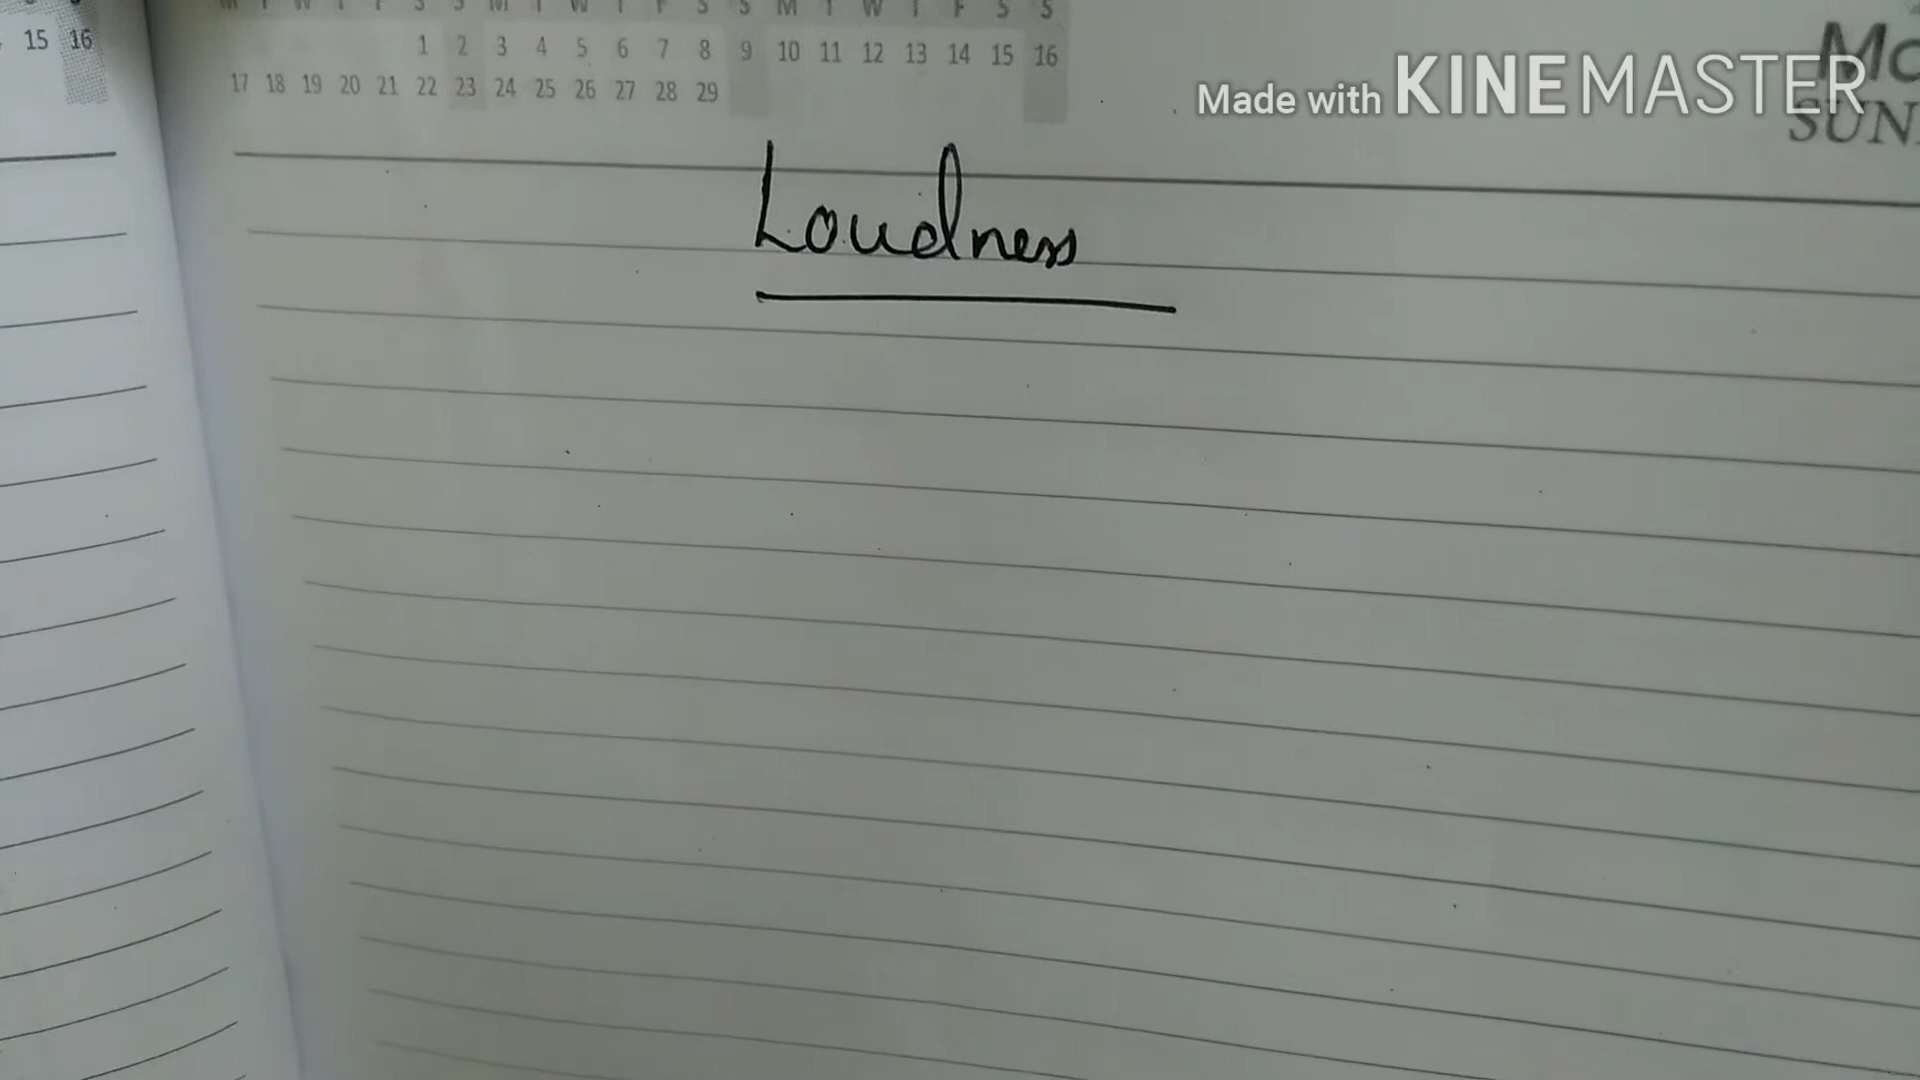 15 16
S M T W T F S S
1 2 3 4 5 6 7 8 9 10 11 12 13 14 15 16
17 18 19 20 21 22 23 24 25 26 27 28 29
Made with KINEMASTER
Loudness